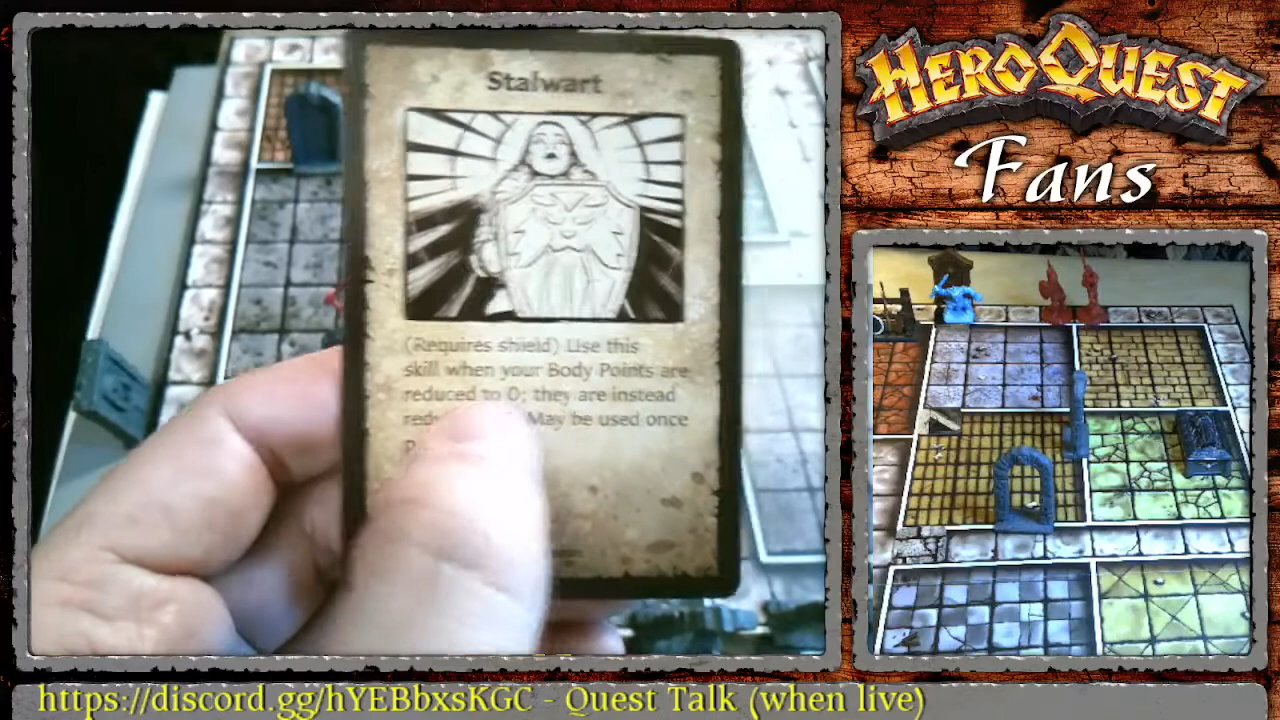 Stalwart
(Requires shield) Use this
skill when your Body Points are
reduced to 0; they are instead
May be used once
HEROQUEST
Fans
https://discord.gg/hYEBbxsKGC - Quest Talk (when live)